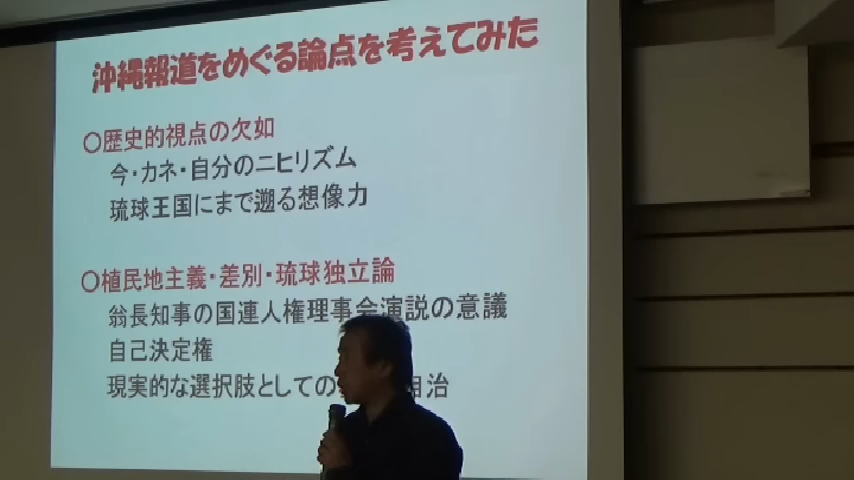 沖縄報道をめぐる論点を考えてみた
○歴史的視点の欠如
今・カネ・自分のニヒリズム
琉球王国にまで遡る想像力
○植民地主義・差別・琉球独立論
翁長知事の国連人権理事会演説の意議
自己決定権
現実的な選択肢としての 自治